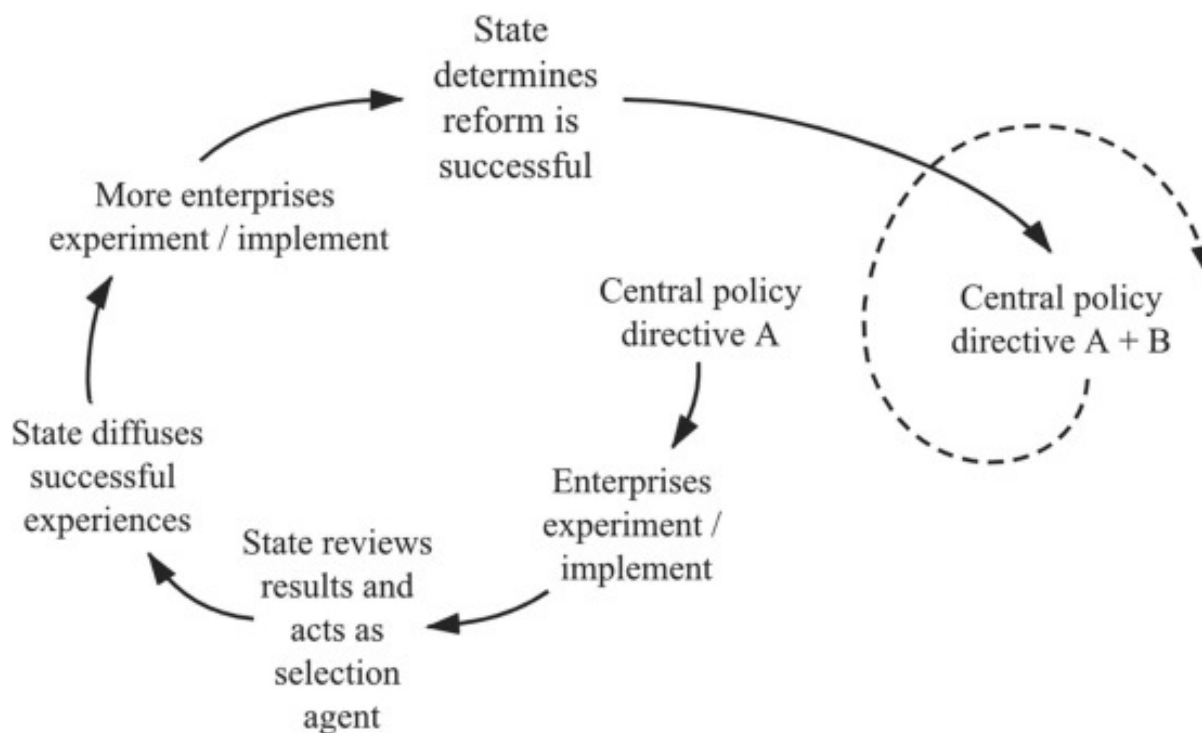 State
determines
reform is
successful
More enterprises
experiment / implement
Central policy
directive A
Central policy
directive A + B
State diffuses
successful
experiences
Enterprises
experiment /
implement
State reviews
results and
acts as
selection
agent